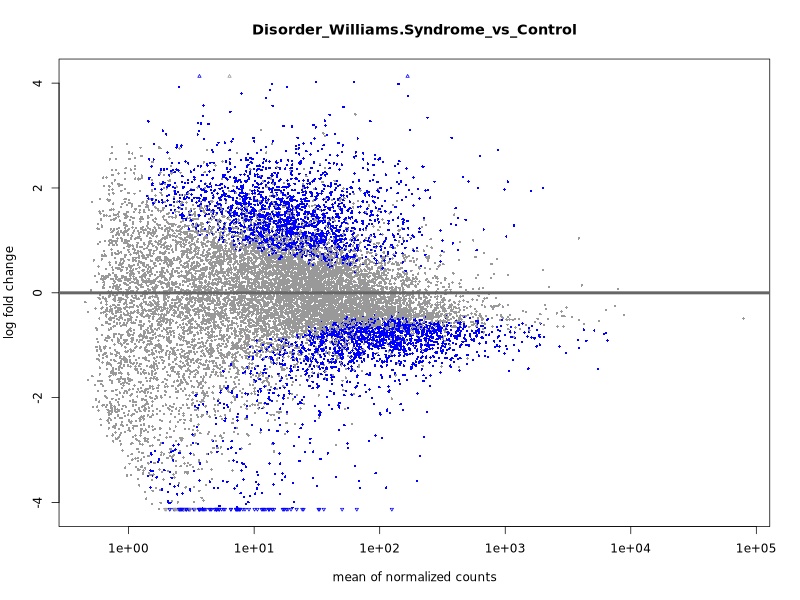 Disorder_Williams.Syndrome_vs_Control
log fold change
4
2
0
-2
-4
1e+00 1e+01 1e+02 1e+03 1e+04 1e+05
mean of normalized counts